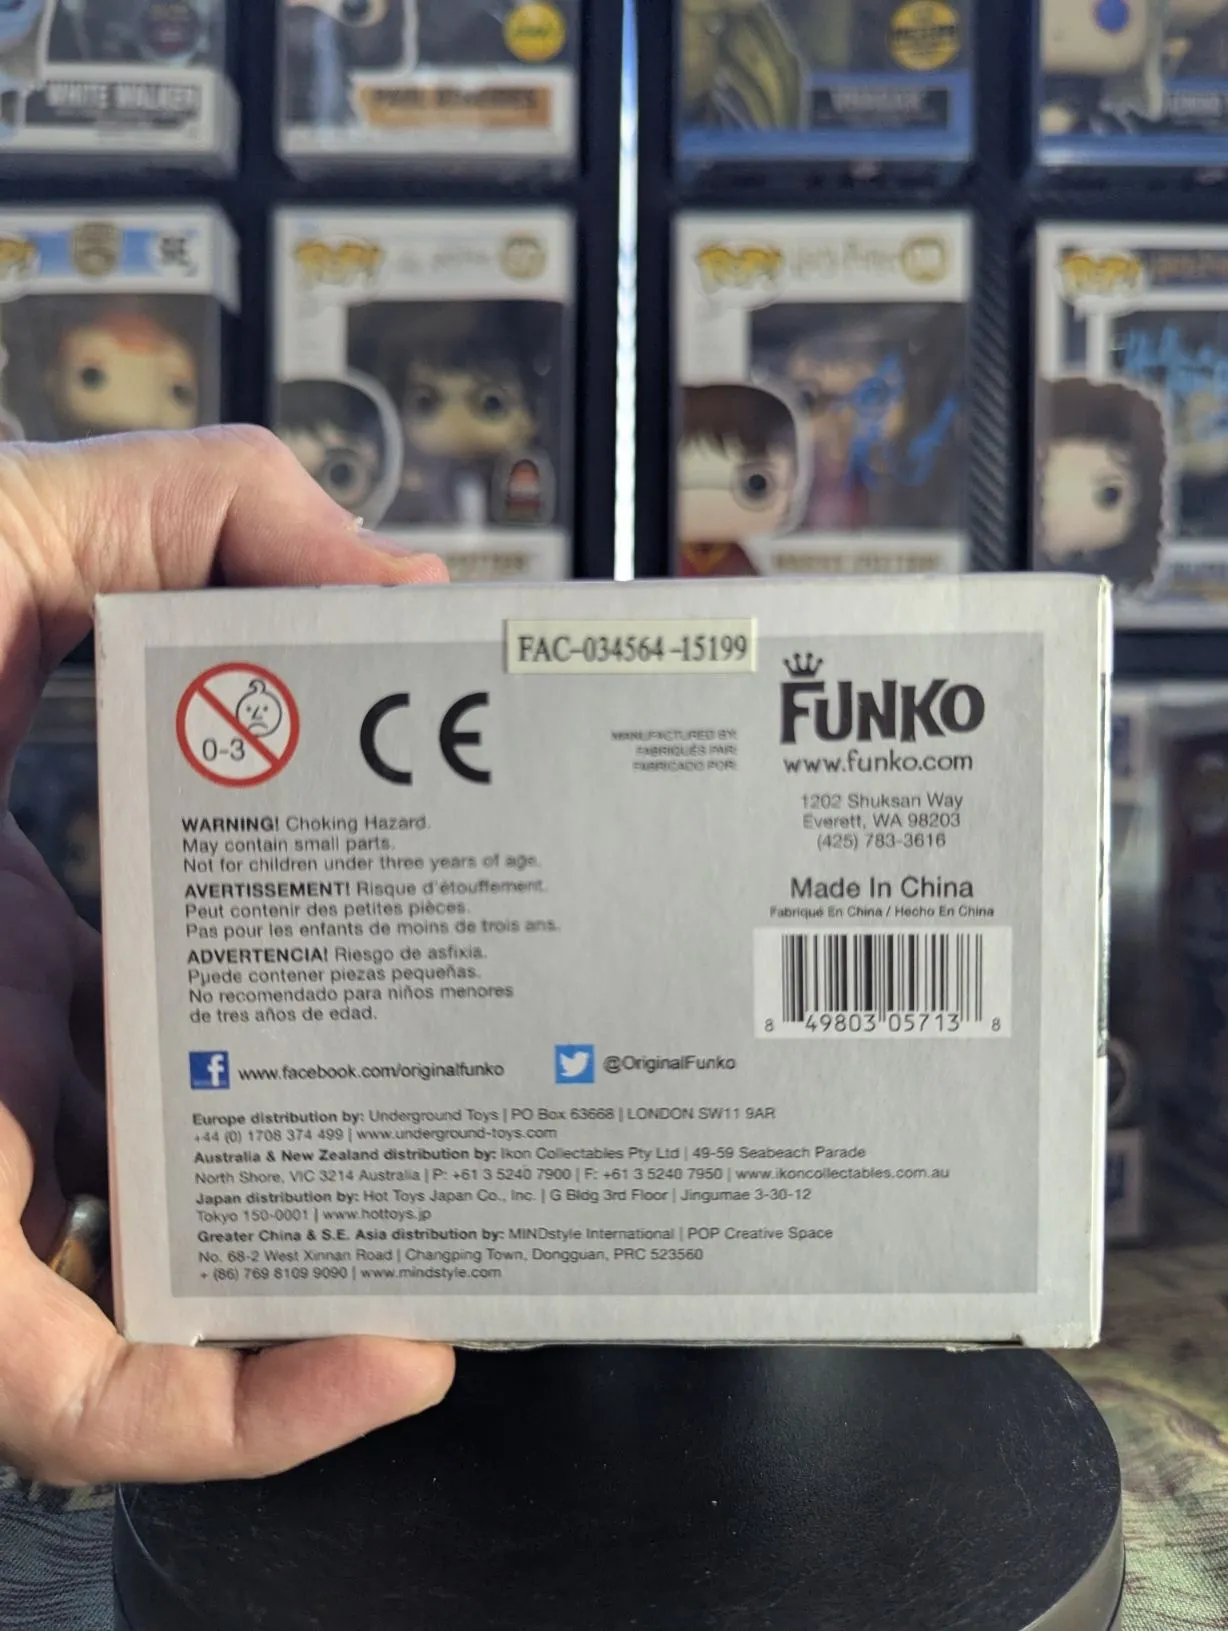 WHITE WALKER
POP!
POP!
POP!
POP!
HARRY POTTER
FAC-034564-15199
0-3
CE
MANUFACTURED BY:
FABRIQUÉS PAR:
FABRICADO POR:
FUNKO
www.funko.com
1202 Shuksan Way
Everett, WA 98203
(425) 783-3616
Made In China
Fabriqué En China / Hecho En China
8 49803 05713 8
WARNING! Choking Hazard.
May contain small parts.
Not for children under three years of age.
AVERTISSEMENT! Risque d'étouffement.
Peut contenir des petites pièces.
Pas pour les enfants de moins de trois ans.
ADVERTENCIA! Riesgo de asfixia.
Puede contener piezas pequeñas.
No recomendado para niños menores
de tres años de edad.
f www.facebook.com/originalfunko
@OriginalFunko
Europe distribution by: Underground Toys | PO Box 63668 | LONDON SW11 9AR
+44 (0) 1708 374 499 | www.underground-toys.com
Australia & New Zealand distribution by: Ikon Collectables Pty Ltd | 49-59 Seabeach Parade
North Shore, VIC 3214 Australia | P: +61 3 5240 7900 | F: +61 3 5240 7950 | www.ikoncollectables.com.au
Japan distribution by: Hot Toys Japan Co., Inc. | G Bldg 3rd Floor | Jingumae 3-30-12
Tokyo 150-0001 | www.hottoys.jp
Greater China & S.E. Asia distribution by: MINDstyle International | POP Creative Space
No. 68-2 West Xinnan Road | Changping Town, Dongguan, PRC 523560
+ (86) 769 8109 9090 | www.mindstyle.com